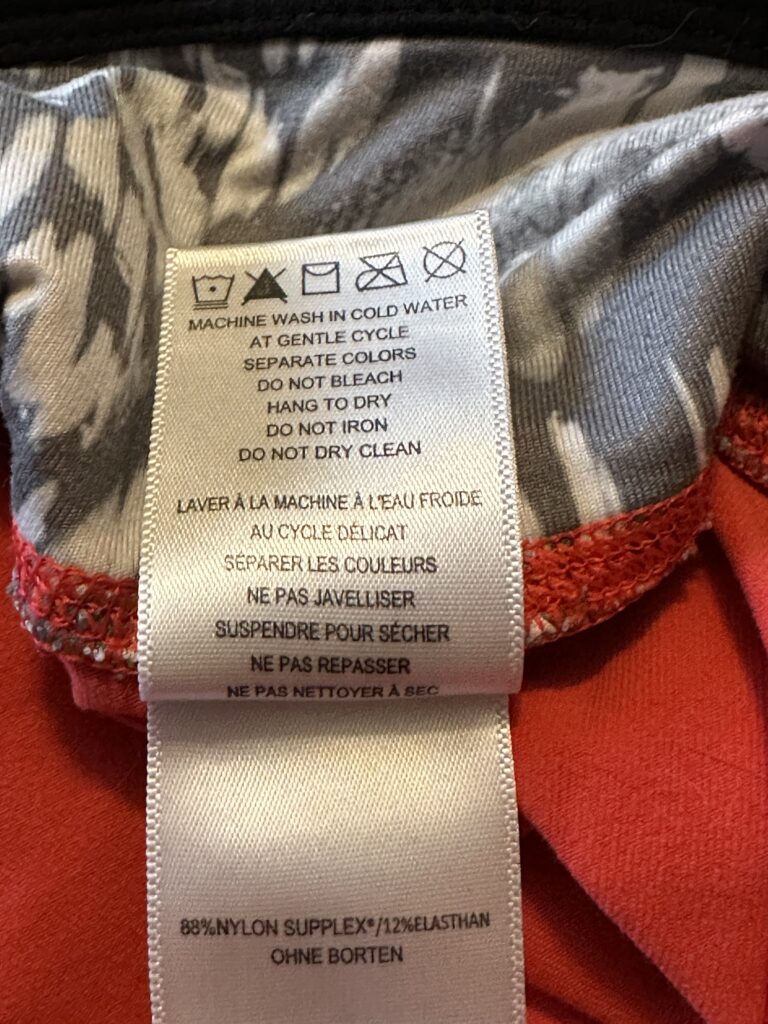 MACHINE WASH IN COLD WATER
AT GENTLE CYCLE
SEPARATE COLORS
DO NOT BLEACH
HANG TO DRY
DO NOT IRON
DO NOT DRY CLEAN
LAVER À LA MACHINE À L'EAU FROIDE
AU CYCLE DÉLICAT
SÉPARER LES COULEURS
NE PAS JAVELLISER
SUSPENDRE POUR SÉCHER
NE PAS REPASSER
NE PAS NETTOYER À SEC
88%NYLON SUPPLEX®/12%ELASTHAN
OHNE BORTEN